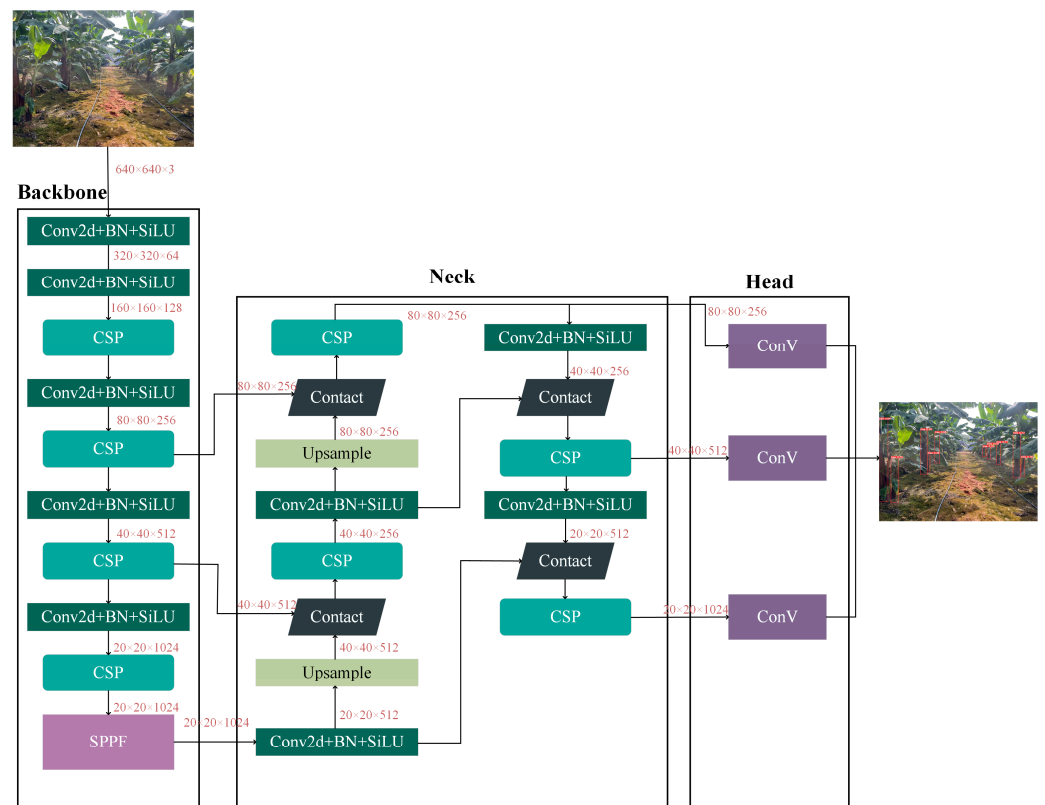 640×640×3
Backbone
Conv2d+BN+SiLU
320×320×64
Conv2d+BN+SiLU
160×160×128
CSP
Conv2d+BN+SiLU
80×80×256
CSP
Conv2d+BN+SiLU
40×40×512
CSP
Conv2d+BN+SiLU
20×20×1024
CSP
20×20×1024
SPPF
20×20×1024
Neck
80×80×256
CSP
80×80×256
Contact
80×80×256
Upsample
Conv2d+BN+SiLU
40×40×256
CSP
40×40×512
Contact
40×40×512
Upsample
20×20×512
Conv2d+BN+SiLU
Conv2d+BN+SiLU
40×40×256
Contact
CSP
40×40×512
Conv2d+BN+SiLU
20×20×512
Contact
CSP
20×20×1024
Head
80×80×256
ConV
ConV
ConV